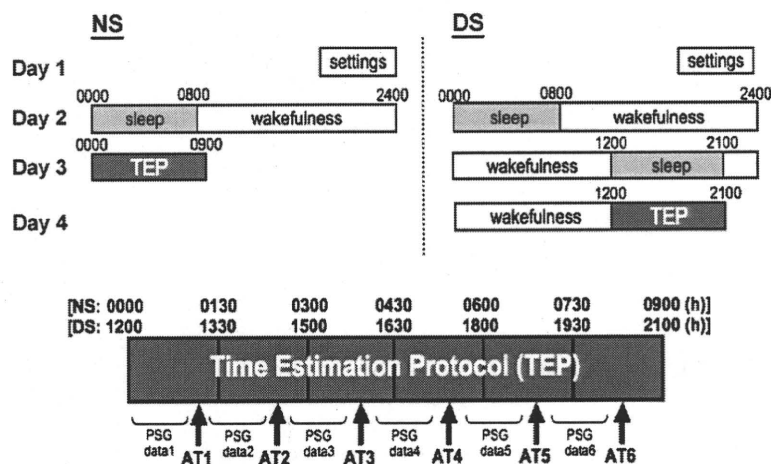 NS DS
Day 1 settings settings
0000 0800 2400 0000 0800 2400
Day 2 sleep wakefulness sleep wakefulness
0000 0900 1200 2100
Day 3 TEP wakefulness sleep
1200 2100
Day 4 wakefulness TEP
[NS: 0000 0130 0300 0430 0600 0730 0900 (h)]
[DS: 1200 1330 1500 1630 1800 1930 2100 (h)]
Time Estimation Protocol (TEP)
PSG PSG PSG PSG PSG PSG
data1 AT1 data2 AT2 data3 AT3 data4 AT4 data5 AT5 data6 AT6